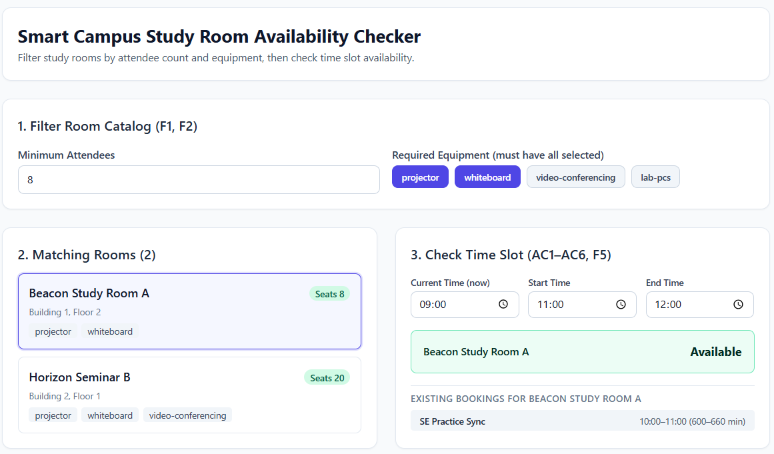 Smart Campus Study Room Availability Checker
Filter study rooms by attendee count and equipment, then check time slot availability.
1. Filter Room Catalog (F1, F2)
Minimum Attendees
8
Required Equipment (must have all selected)
projector whiteboard video-conferencing lab-pcs
2. Matching Rooms (2)
Beacon Study Room A Seats 8
Building 1, Floor 2
projector whiteboard
Horizon Seminar B Seats 20
Building 2, Floor 1
projector whiteboard video-conferencing
3. Check Time Slot (AC1–AC6, F5)
Current Time (now) Start Time End Time
09:00 11:00 12:00
Beacon Study Room A Available
EXISTING BOOKINGS FOR BEACON STUDY ROOM A
SE Practice Sync 10:00–11:00 (600–660 min)